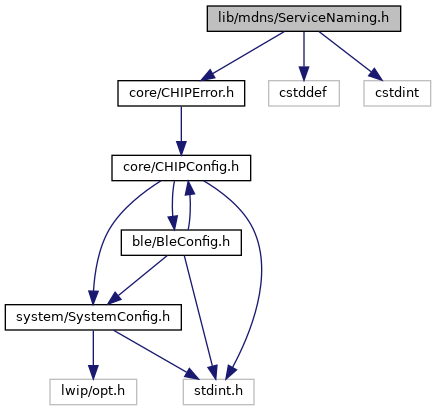 lib/mdns/ServiceNaming.h
core/CHIPError.h
cstddef
cstdint
core/CHIPConfig.h
ble/BleConfig.h
system/SystemConfig.h
lwip/opt.h
stdint.h